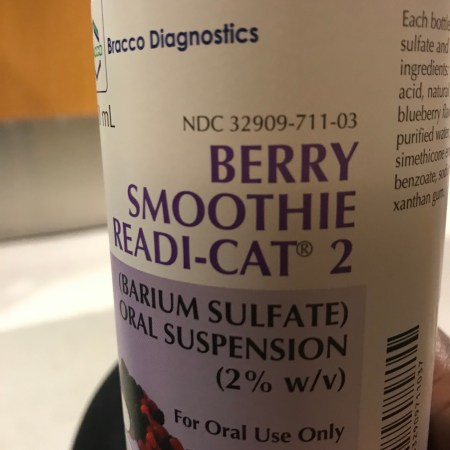 Bracco Diagnostics
mL
NDC 32909-711-03
BERRY
SMOOTHIE
READI-CAT® 2
(BARIUM SULFATE)
ORAL SUSPENSION
(2% w/v)
For Oral Use Only
Each bottle
sulfate and
ingredients:
acid, natural
blueberry
purified water,
simethicone
benzoate,
xanthan gum.